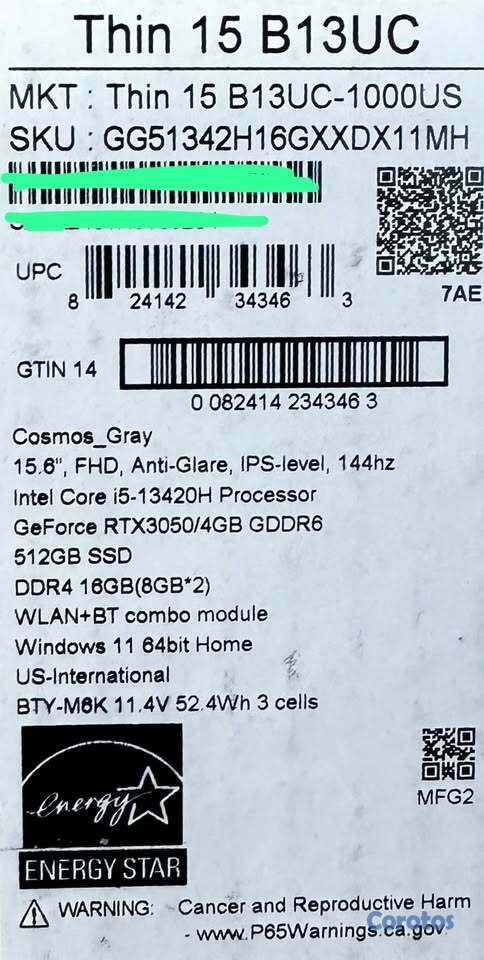 Thin 15 B13UC
MKT : Thin 15 B13UC-1000US
SKU : GG51342H16GXXDX11MH
UPC
8 24142 34346 3
7AE
GTIN 14
0 082414 234346 3
Cosmos_Gray
15.6", FHD, Anti-Glare, IPS-level, 144hz
Intel Core i5-13420H Processor
GeForce RTX3050/4GB GDDR6
512GB SSD
DDR4 16GB(8GB*2)
WLAN+BT combo module
Windows 11 64bit Home
US-International
BTY-M6K 11.4V 52.4Wh 3 cells
energy
ENERGY STAR
MFG2
WARNING: Cancer and Reproductive Harm
- www.P65Warnings.ca.gov
Corotos